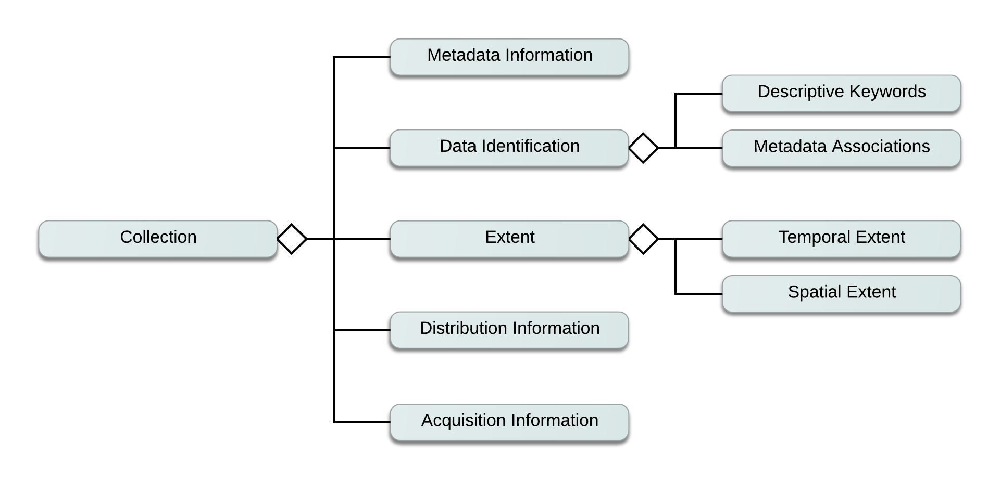 Metadata Information
Descriptive Keywords
Data Identification
Metadata Associations
Collection
Extent
Temporal Extent
Spatial Extent
Distribution Information
Acquisition Information